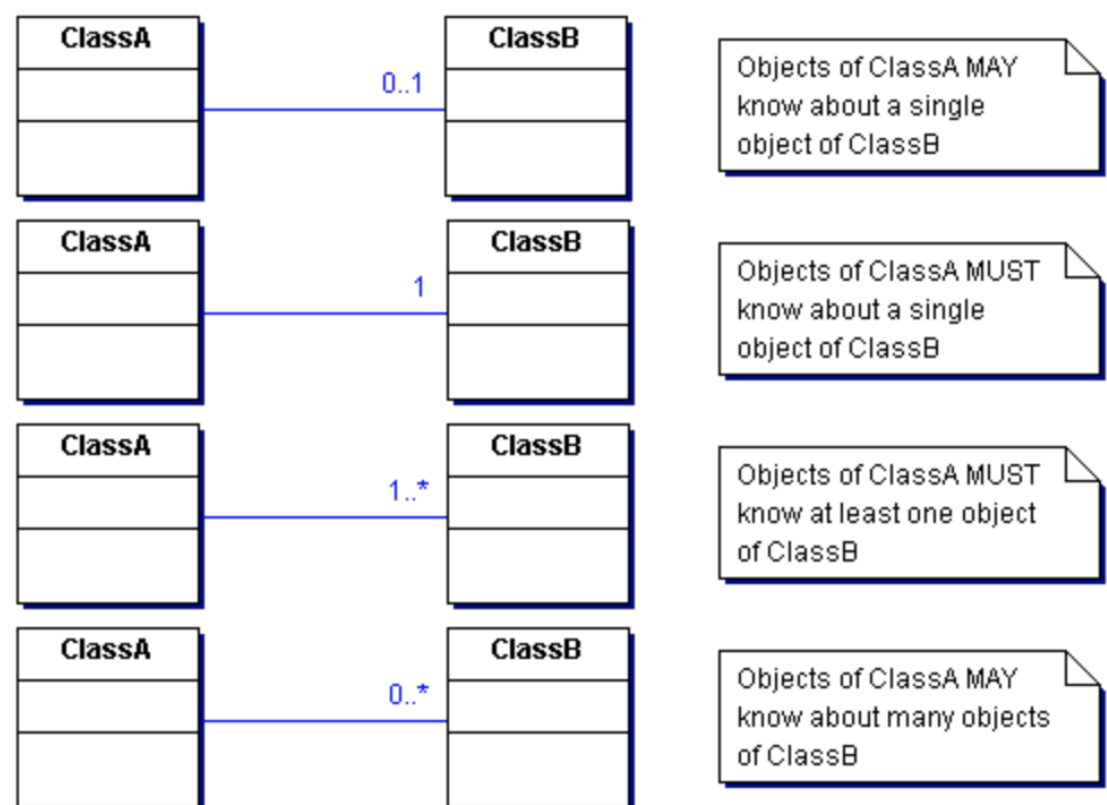 ClassA
ClassB
0..1
Objects of ClassA MAY
know about a single
object of ClassB
ClassA
ClassB
1
Objects of ClassA MUST
know about a single
object of ClassB
ClassA
ClassB
1..*
Objects of ClassA MUST
know at least one object
of ClassB
ClassA
ClassB
0..*
Objects of ClassA MAY
know about many objects
of ClassB